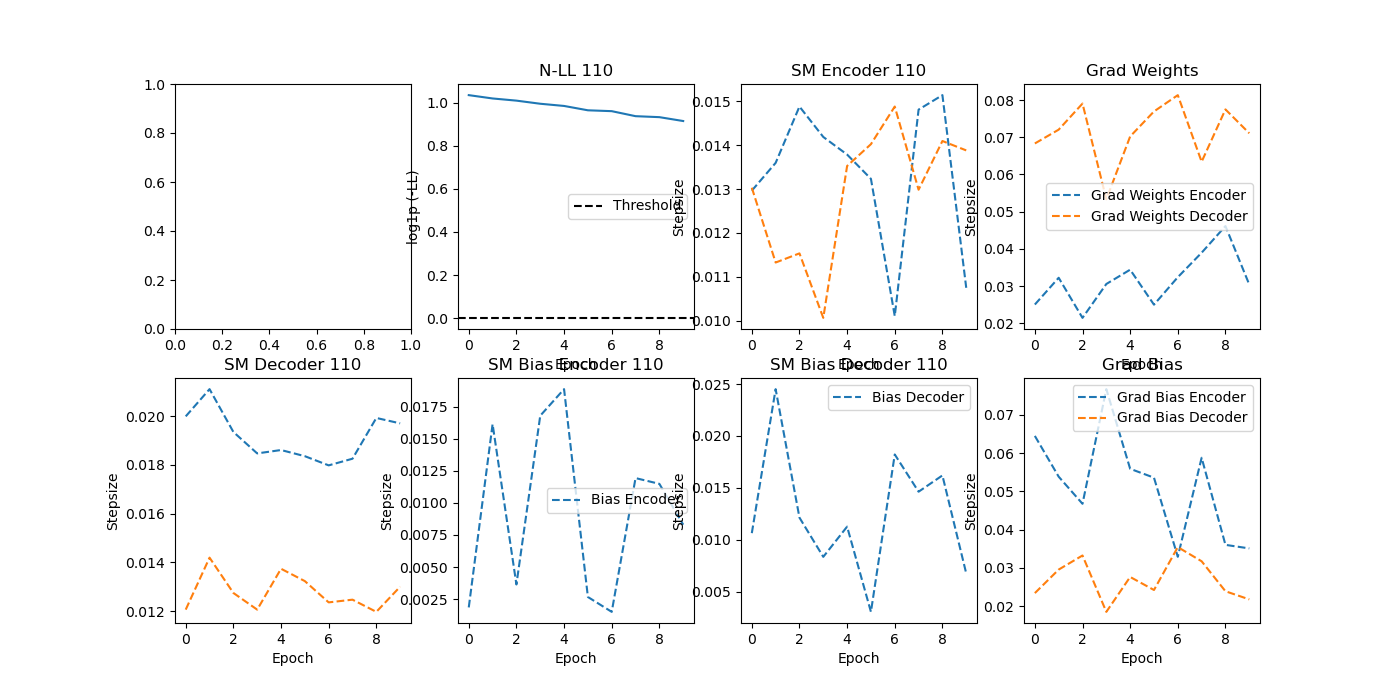 1.0
0.8
0.6
0.4
0.2
0.0
0.0 0.2 0.4 0.6 0.8 1.0
N-LL 110
log1p (-LL)
1.0
0.8
0.6
0.4
0.2
0.0
Threshold
0 2 4 6 8
Epoch
SM Encoder 110
Stepsize
0.015
0.014
0.013
0.012
0.011
0.010
0 2 4 6 8
Epoch
Grad Weights
Stepsize
0.08
0.07
0.06
0.05
0.04
0.03
0.02
Grad Weights Encoder
Grad Weights Decoder
0 2 4 6 8
Epoch
SM Decoder 110
Stepsize
0.020
0.018
0.016
0.014
0.012
0 2 4 6 8
Epoch
SM Bias Encoder 110
Stepsize
0.0175
0.0150
0.0125
0.0100
0.0075
0.0050
0.0025
Bias Encoder
0 2 4 6 8
Epoch
SM Bias Decoder 110
Stepsize
0.025
0.020
0.015
0.010
0.005
Bias Decoder
0 2 4 6 8
Epoch
Grad Bias
Stepsize
0.07
0.06
0.05
0.04
0.03
0.02
Grad Bias Encoder
Grad Bias Decoder
0 2 4 6 8
Epoch